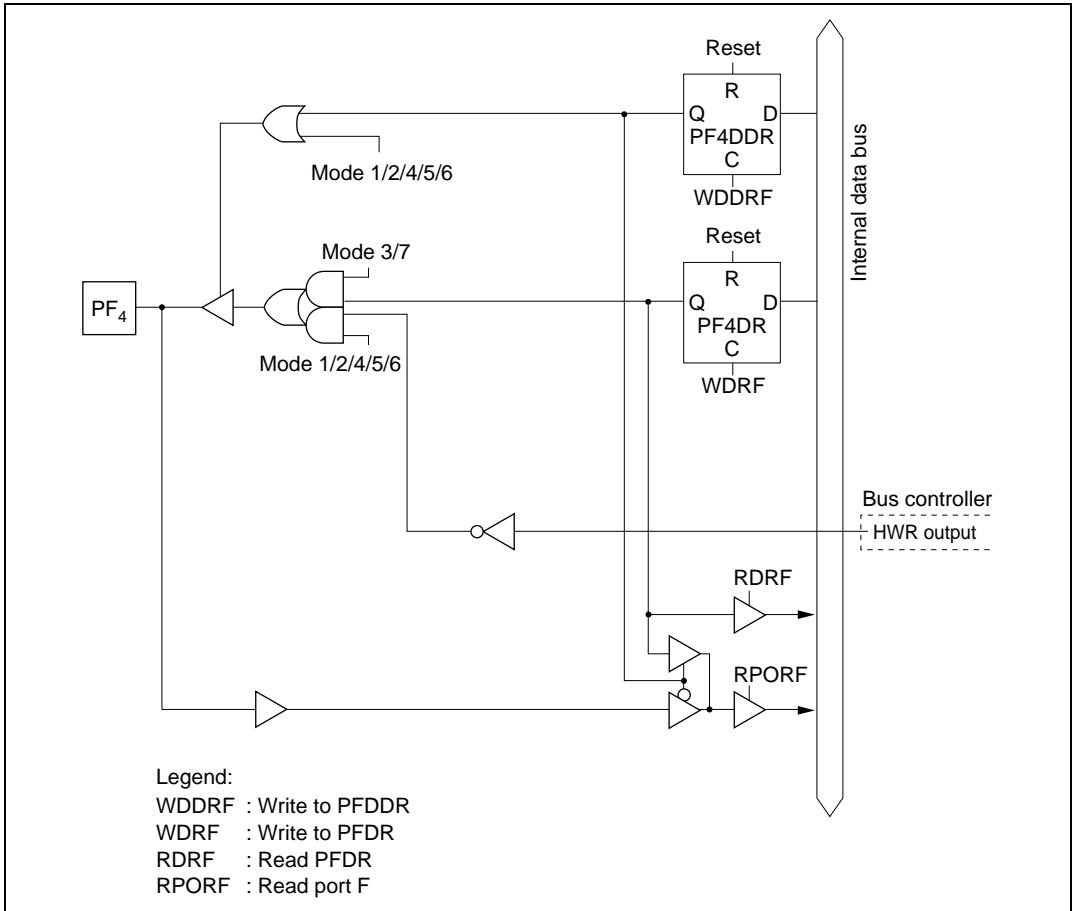 Reset
R
Q D
PF4DDR
C
WDDRF
Mode 1/2/4/5/6
Internal data bus
Reset
Mode 3/7
R
Q D
PF4DR
C
WDRF
PF4
Mode 1/2/4/5/6
Bus controller
HWR output
RDRF
RPORF
Legend:
WDDRF : Write to PFDDR
WDRF : Write to PFDR
RDRF : Read PFDR
RPORF : Read port F